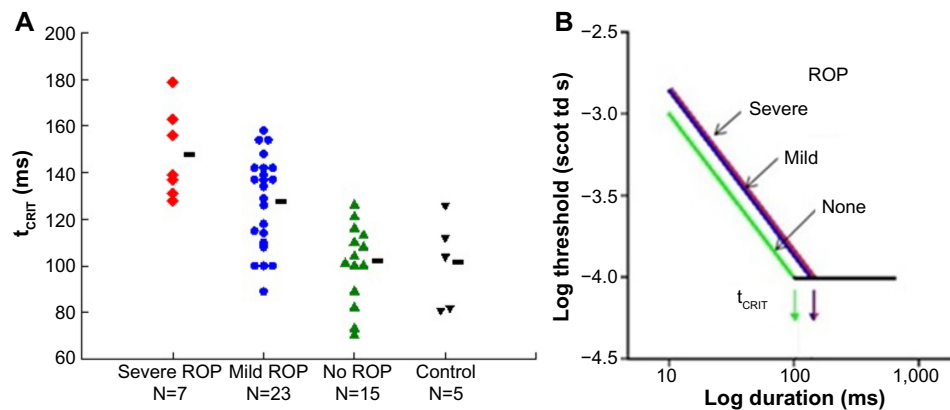 A
t_CRIT (ms)
200
180
160
140
120
100
80
60
Severe ROP Mild ROP No ROP Control
N=7 N=23 N=15 N=5
B
Log threshold (scot td s)
−2.5
−3.0
−3.5
−4.0
−4.5
ROP
Severe
Mild
None
t_CRIT
10 100 1,000
Log duration (ms)